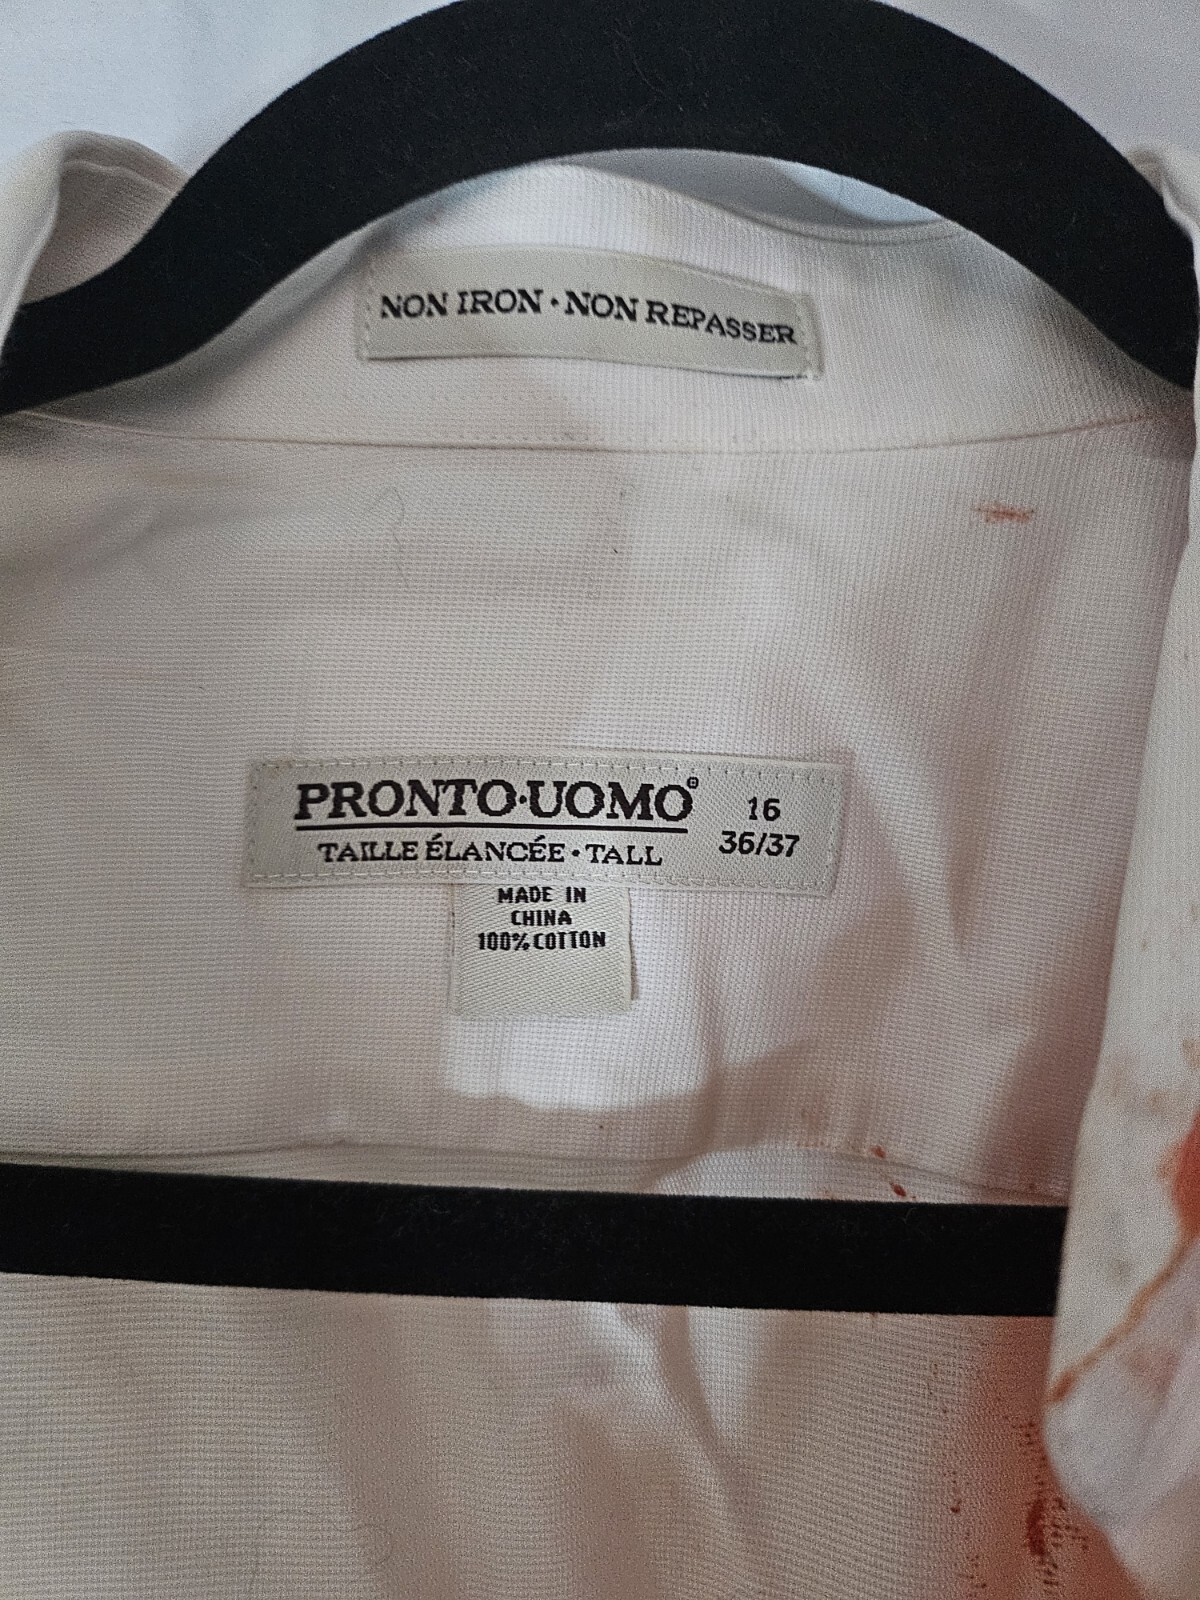 NON IRON • NON REPASSER
PRONTO•UOMO®
TAILLE ÉLANCÉE • TALL
16
36/37
MADE IN
CHINA
100% COTTON